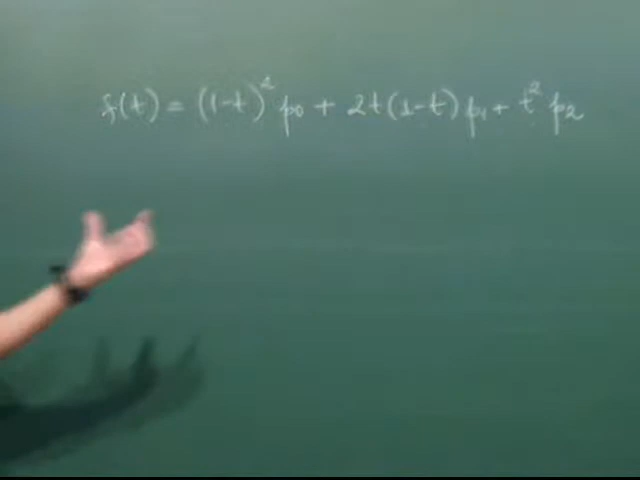 f(t) = (1-t)² p₀ + 2t(1-t) p₁ + t² p₂